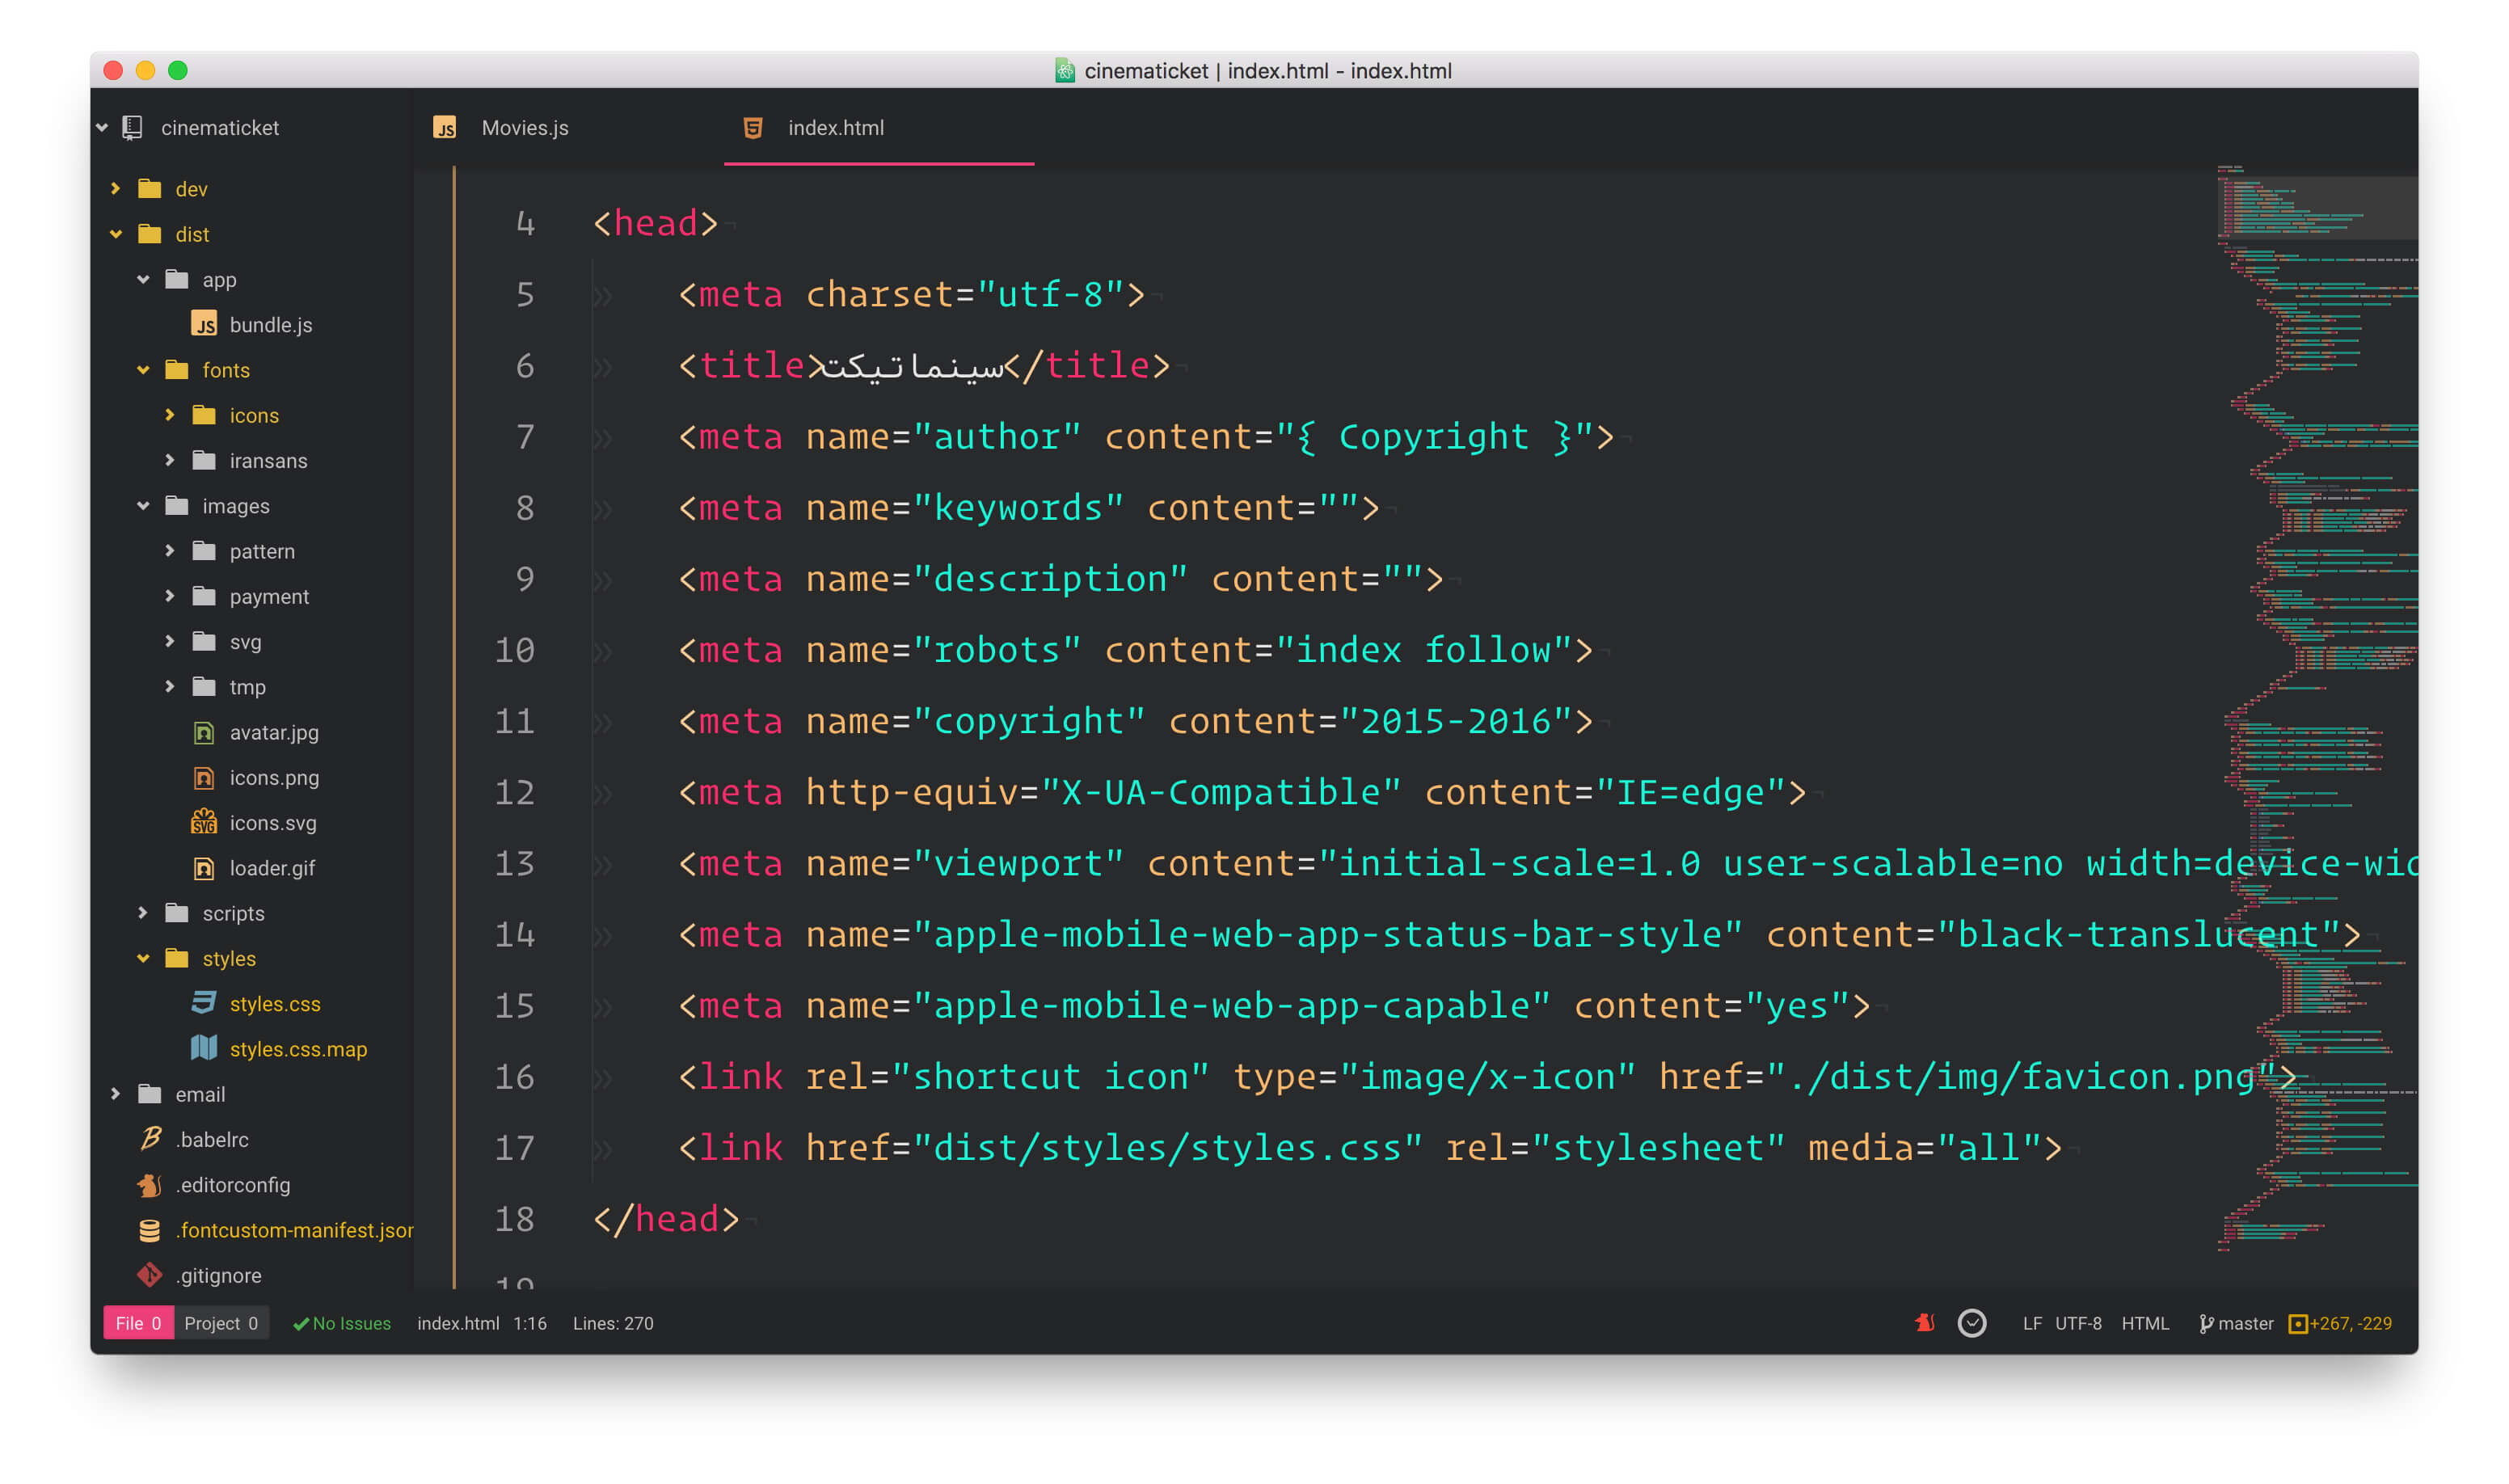 cinematicket | index.html - index.html
cinematicket
dev
dist
app
JS bundle.js
fonts
icons
iransans
images
pattern
payment
svg
tmp
avatar.jpg
icons.png
SVG icons.svg
loader.gif
scripts
styles
styles.css
styles.css.map
email
.babelrc
.editorconfig
.fontcustom-manifest.json
.gitignore
JS Movies.js
5 index.html
4 <head>
5 <meta charset="utf-8">
6 <title>سینماتیکت</title>
7 <meta name="author" content="{ Copyright }">
8 <meta name="keywords" content="">
9 <meta name="description" content="">
10 <meta name="robots" content="index follow">
11 <meta name="copyright" content="2015-2016">
12 <meta http-equiv="X-UA-Compatible" content="IE=edge">
13 <meta name="viewport" content="initial-scale=1.0 user-scalable=no width=device-wid
14 <meta name="apple-mobile-web-app-status-bar-style" content="black-translucent">
15 <meta name="apple-mobile-web-app-capable" content="yes">
16 <link rel="shortcut icon" type="image/x-icon" href="./dist/img/favicon.png">
17 <link href="dist/styles/styles.css" rel="stylesheet" media="all">
18 </head>
19
File 0 Project 0 No Issues index.html 1:16 Lines: 270 LF UTF-8 HTML master +267, -229